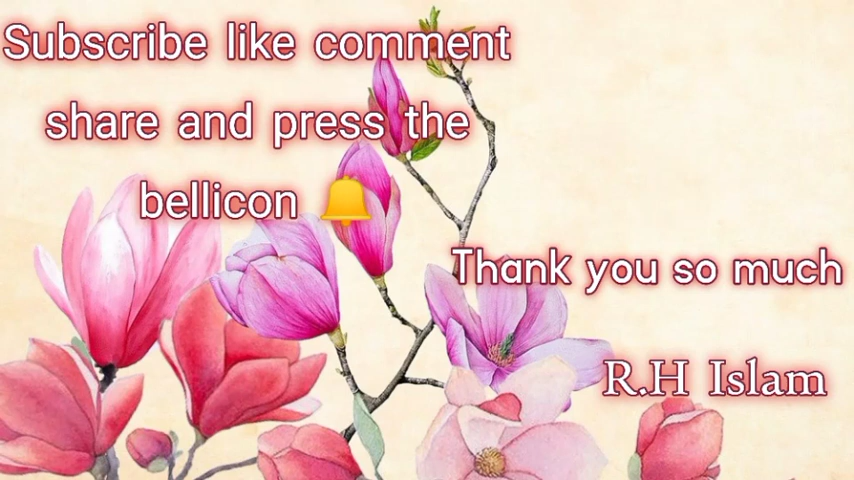 Subscribe like comment
share and press the
bellicon 🔔
Thank you so much
R.H Islam